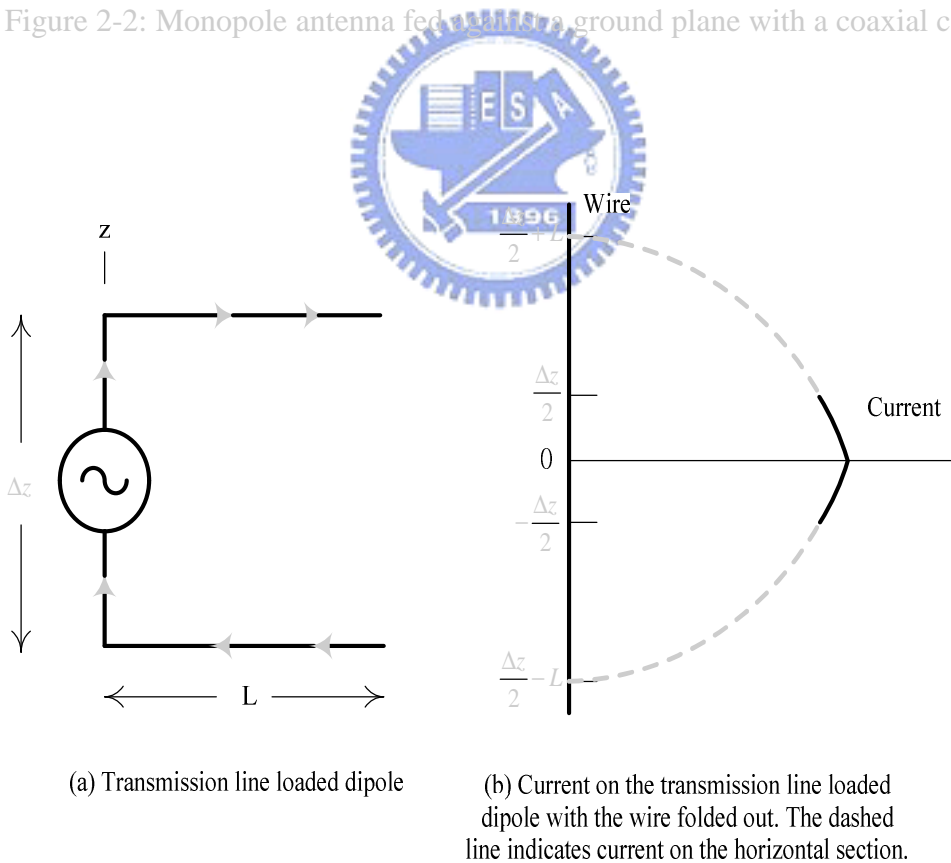 Figure 2-2: Monopole antenna fed against a ground plane with a coaxial c
E S A
1896
Wire
z
Δz/2 + L
Δz/2
Current
0
Δz
-Δz/2
Δz/2 - L
L
(a) Transmission line loaded dipole
(b) Current on the transmission line loaded
dipole with the wire folded out. The dashed
line indicates current on the horizontal section.